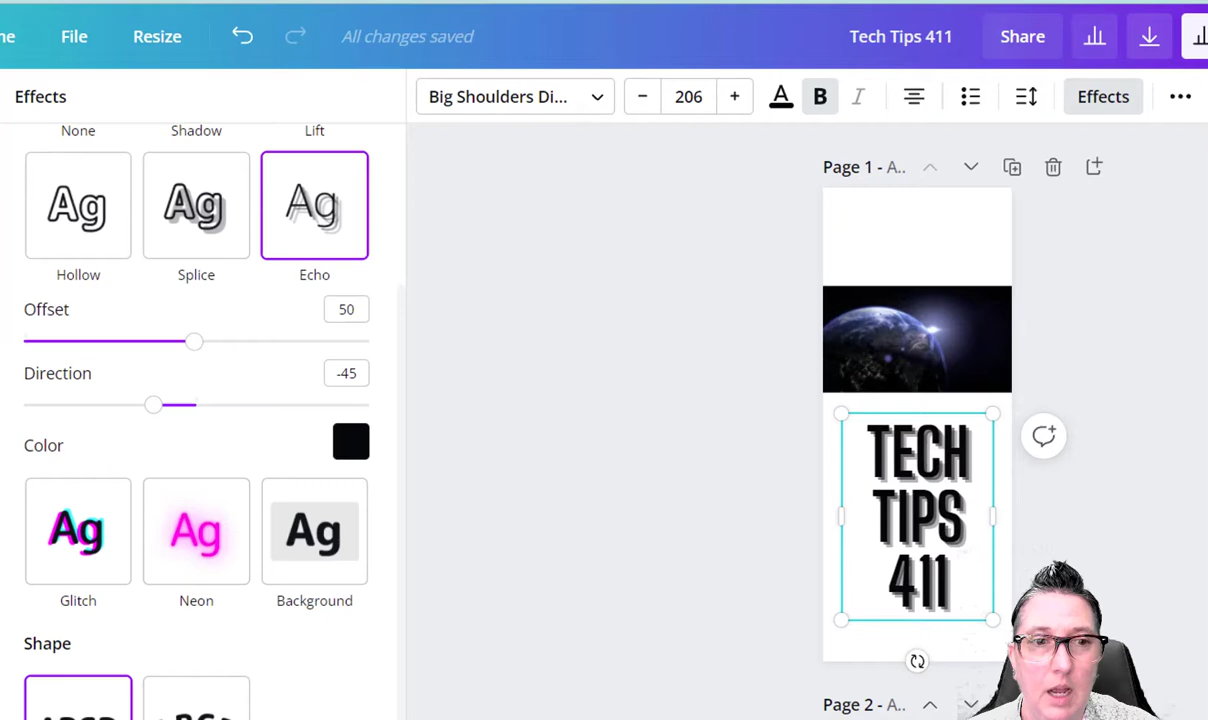 ne File Resize All changes saved Tech Tips 411 Share
Effects Big Shoulders Di... − 206 + A B I Effects •••
None Shadow Lift
Page 1 - A..
Ag Ag Ag
Hollow Splice Echo
Offset 50
Direction -45
Color
TECH
TIPS
411
Ag Ag Ag
Glitch Neon Background
Shape
Page 2 - A..